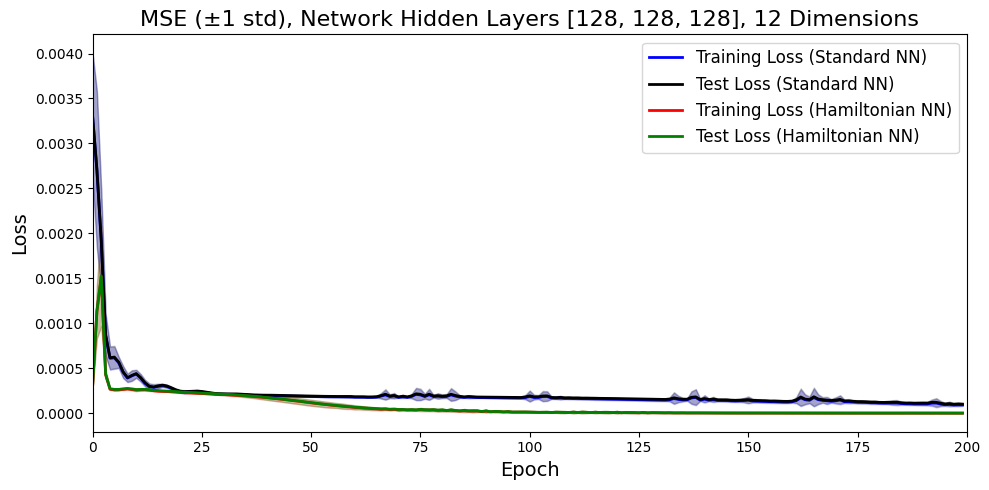 MSE (±1 std), Network Hidden Layers [128, 128, 128], 12 Dimensions
Training Loss (Standard NN)
Test Loss (Standard NN)
Training Loss (Hamiltonian NN)
Test Loss (Hamiltonian NN)
Loss
0.0040
0.0035
0.0030
0.0025
0.0020
0.0015
0.0010
0.0005
0.0000
0 25 50 75 100 125 150 175 200
Epoch